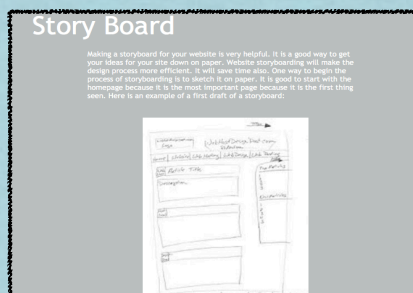 Story Board
Making a storyboard for your website is very helpful. It is a good way to get
your ideas for your site down on paper. Website storyboarding will make the
design process more efficient. It will save time also. One way to begin the
process of storyboarding is to sketch it on paper. It is good to start with the
homepage because it is the most important page because it is the first thing
seen. Here is an example of a first draft of a storyboard:
Article Title